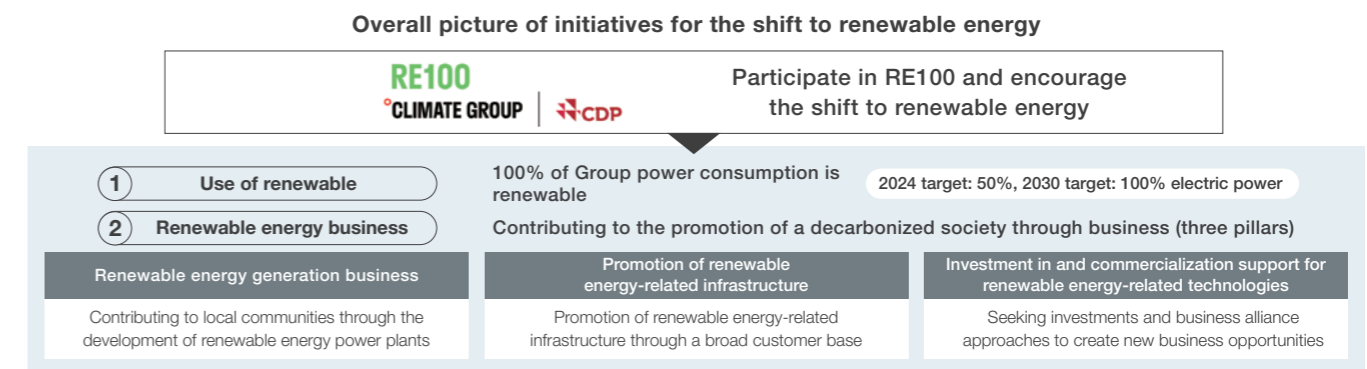 Overall picture of initiatives for the shift to renewable energy
RE100
°CLIMATE GROUP
CDP
Participate in RE100 and encourage
the shift to renewable energy
1 Use of renewable
100% of Group power consumption is
renewable
2024 target: 50%, 2030 target: 100% electric power
2 Renewable energy business
Contributing to the promotion of a decarbonized society through business (three pillars)
Renewable energy generation business
Contributing to local communities through the
development of renewable energy power plants
Promotion of renewable
energy-related infrastructure
Promotion of renewable energy-related
infrastructure through a broad customer base
Investment in and commercialization support for
renewable energy-related technologies
Seeking investments and business alliance
approaches to create new business opportunities